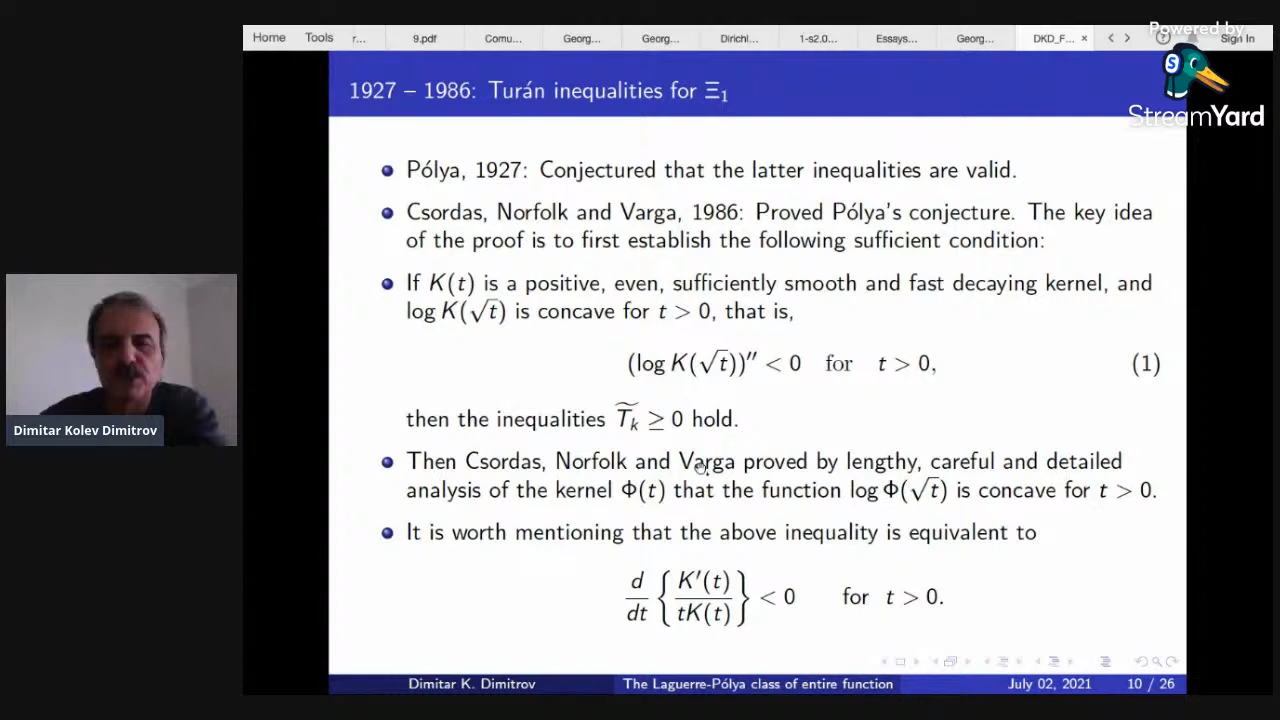 Powered by
StreamYard
Home Tools r... 9.pdf Comu... Georg... Georg... Dirichl... 1-s2.0... Essays... Georg... DKD_F... × Sign In
1927 – 1986: Turán inequalities for Ξ₁
Pólya, 1927: Conjectured that the latter inequalities are valid.
Csordas, Norfolk and Varga, 1986: Proved Pólya's conjecture. The key idea
of the proof is to first establish the following sufficient condition:
If K(t) is a positive, even, sufficiently smooth and fast decaying kernel, and
log K(√t) is concave for t > 0, that is,
(log K(√t))′′ < 0 for t > 0, (1)
then the inequalities T̃ₖ ≥ 0 hold.
Then Csordas, Norfolk and Varga proved by lengthy, careful and detailed
analysis of the kernel Φ(t) that the function log Φ(√t) is concave for t > 0.
It is worth mentioning that the above inequality is equivalent to
d/dt { K′(t) / tK(t) } < 0 for t > 0.
Dimitar Kolev Dimitrov
Dimitar K. Dimitrov The Laguerre-Pólya class of entire function July 02, 2021 10 / 26